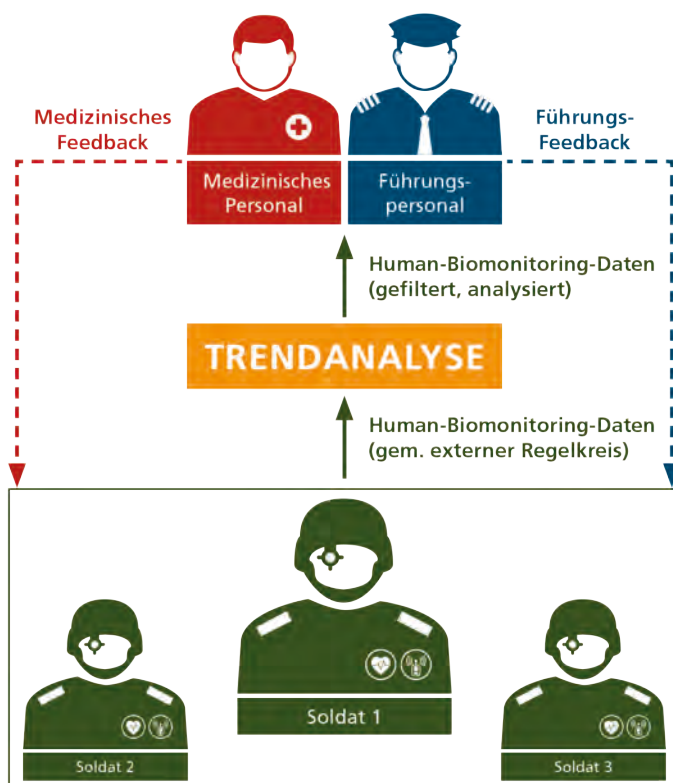 Medizinisches
Feedback
Führungs-
Feedback
Medizinisches
Personal
Führungs-
personal
Human-Biomonitoring-Daten
(gefiltert, analysiert)
TRENDANALYSE
Human-Biomonitoring-Daten
(gem. externer Regelkreis)
Soldat 1
Soldat 2
Soldat 3